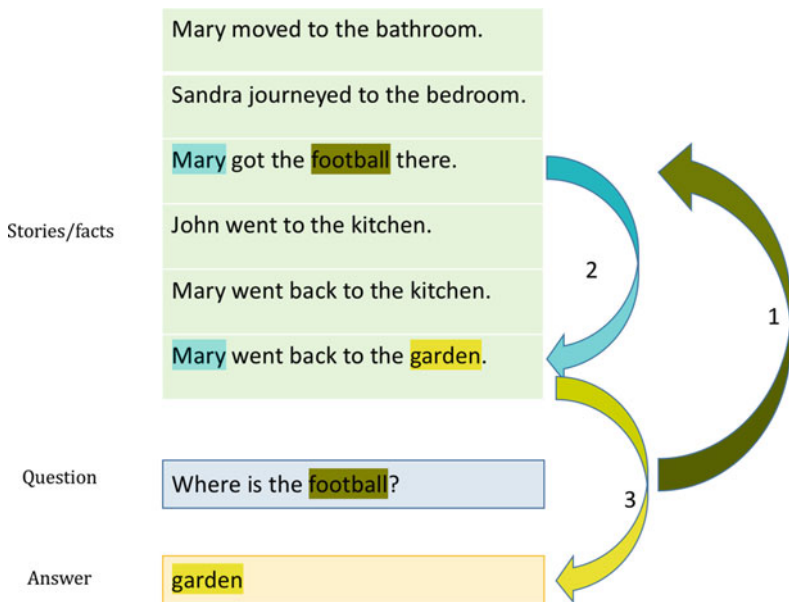 Mary moved to the bathroom.
Sandra journeyed to the bedroom.
Mary got the football there.
Stories/facts
John went to the kitchen.
2
Mary went back to the kitchen.
1
Mary went back to the garden.
Question
Where is the football?
3
Answer
garden